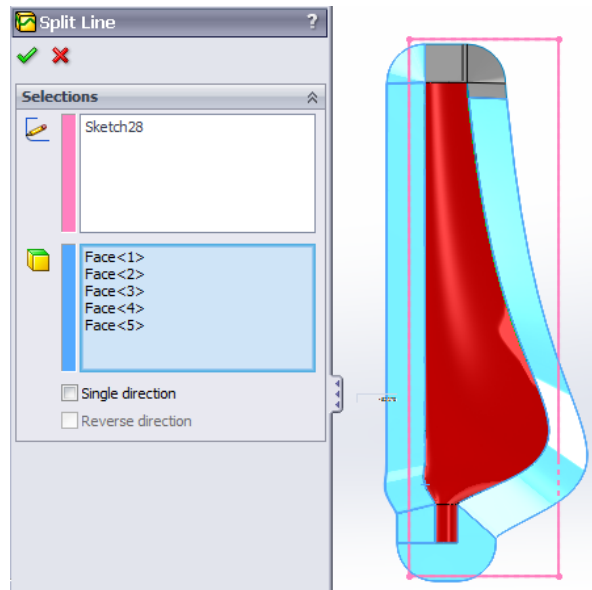 Split Line
?
Selections
Sketch28
Face<1>
Face<2>
Face<3>
Face<4>
Face<5>
Single direction
Reverse direction